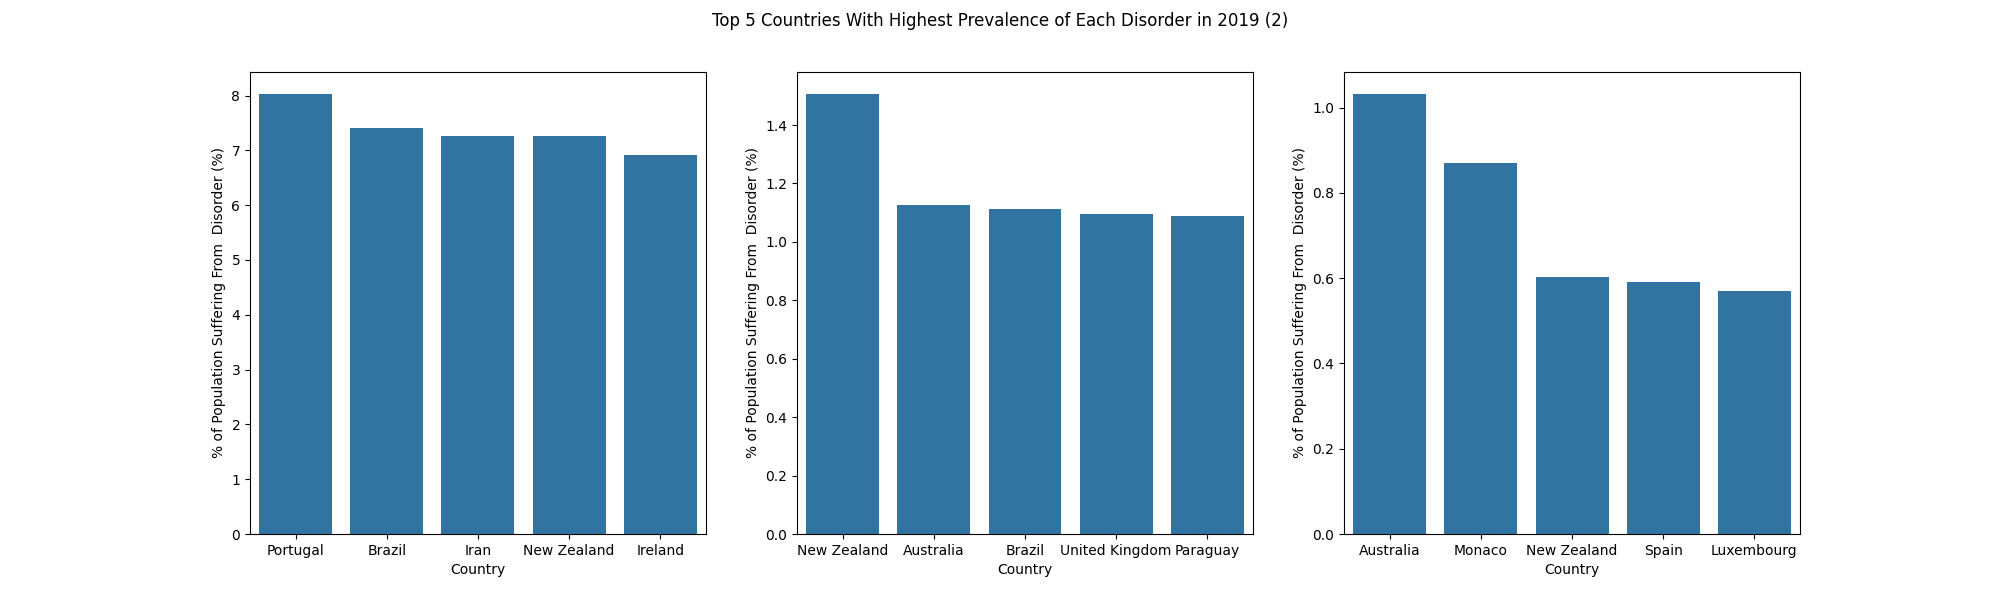 Top 5 Countries With Highest Prevalence of Each Disorder in 2019 (2)
% of Population Suffering From  Disorder (%)
8
7
6
5
4
3
2
1
0
Portugal Brazil Iran New Zealand Ireland
Country
% of Population Suffering From  Disorder (%)
1.4
1.2
1.0
0.8
0.6
0.4
0.2
0.0
New Zealand Australia Brazil United Kingdom Paraguay
Country
% of Population Suffering From  Disorder (%)
1.0
0.8
0.6
0.4
0.2
0.0
Australia Monaco New Zealand Spain Luxembourg
Country